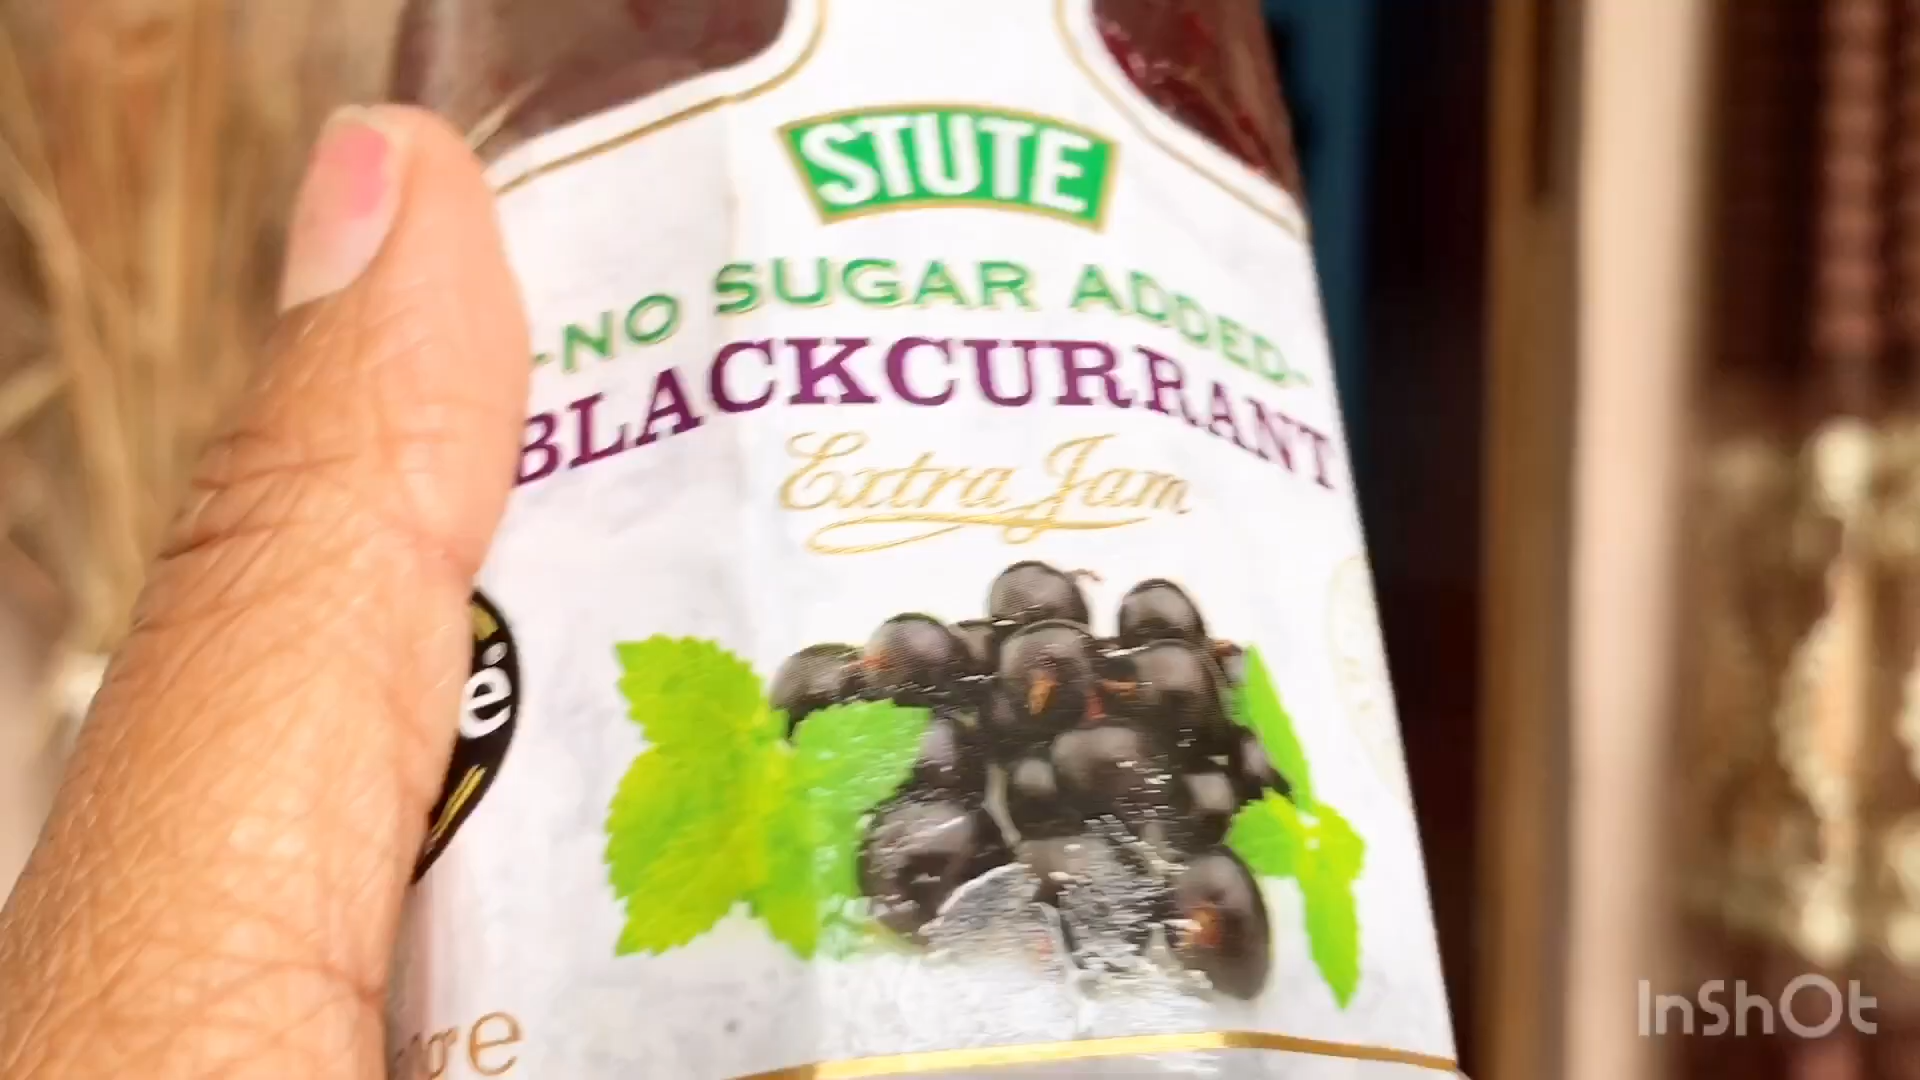 STUTE
-NO SUGAR ADDED-
BLACKCURRANT
Extra Jam
InShOt